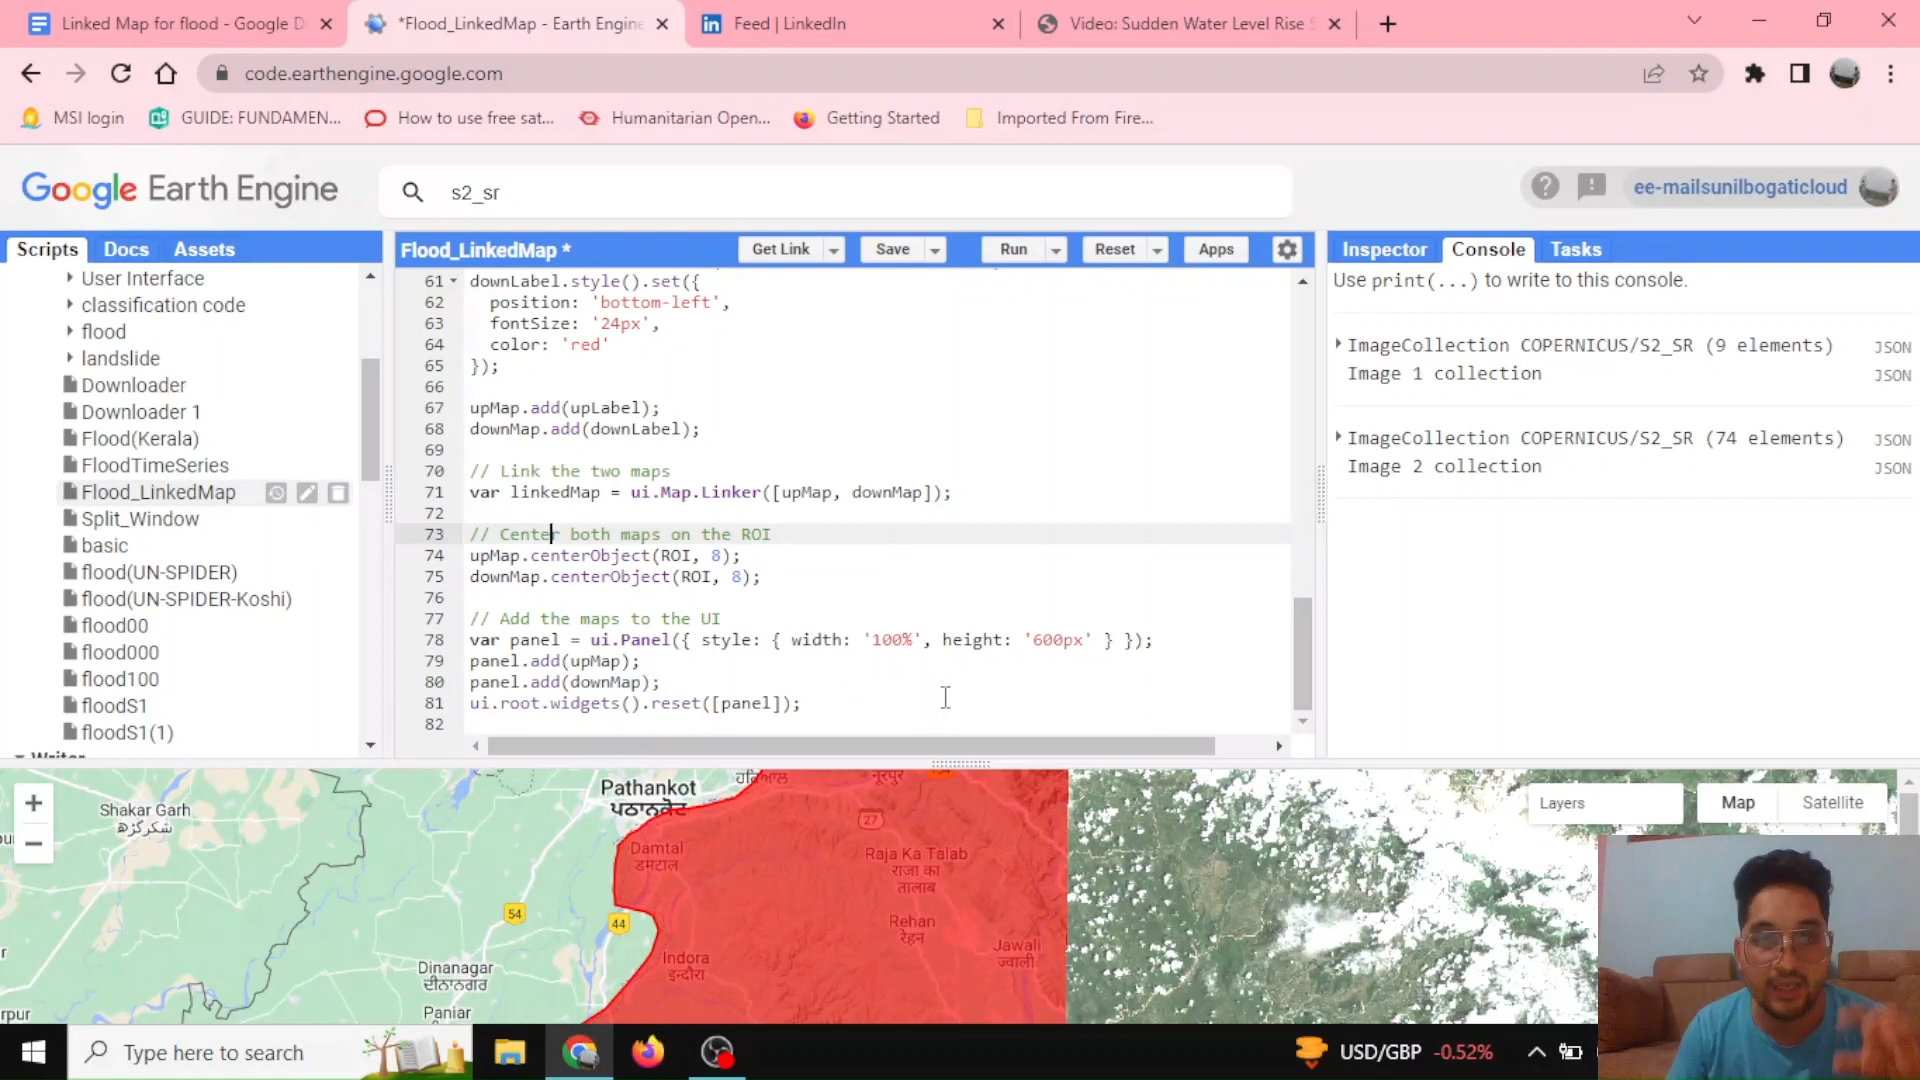 Linked Map for flood - Google D
*Flood_LinkedMap - Earth Engine
Feed | LinkedIn
Video: Sudden Water Level Rise S
code.earthengine.google.com
MSI login
GUIDE: FUNDAMEN...
How to use free sat...
Humanitarian Open...
Getting Started
Imported From Fire...
Google Earth Engine
s2_sr
ee-mailsunilbogaticloud
Scripts Docs Assets
User Interface
classification code
flood
landslide
Downloader
Downloader 1
Flood(Kerala)
FloodTimeSeries
Flood_LinkedMap
Split_Window
basic
flood(UN-SPIDER)
flood(UN-SPIDER-Koshi)
flood00
flood000
flood100
floodS1
floodS1(1)
Writer
Flood_LinkedMap *
Get Link
Save
Run
Reset
Apps
61 downLabel.style().set({
62 position: 'bottom-left',
63 fontSize: '24px',
64 color: 'red'
65 });
66
67 upMap.add(upLabel);
68 downMap.add(downLabel);
69
70 // Link the two maps
71 var linkedMap = ui.Map.Linker([upMap, downMap]);
72
73 // Center both maps on the ROI
74 upMap.centerObject(ROI, 8);
75 downMap.centerObject(ROI, 8);
76
77 // Add the maps to the UI
78 var panel = ui.Panel({ style: { width: '100%', height: '600px' } });
79 panel.add(upMap);
80 panel.add(downMap);
81 ui.root.widgets().reset([panel]);
82
Inspector Console Tasks
Use print(...) to write to this console.
ImageCollection COPERNICUS/S2_SR (9 elements) JSON
Image 1 collection JSON
ImageCollection COPERNICUS/S2_SR (74 elements) JSON
Image 2 collection JSON
+
−
Shakar Garh
شکرگڑھ
Pathankot
ਪਠਾਨਕੋਟ
नूरपुर
27
Damtal
ਡਮਟਾਲ
Raja Ka Talab
राजा का
तालाब
54
44
Rehan
रेहन
Indora
इन्दौरा
Jawali
ज्वाली
Dinanagar
ਦੀਨਾਨਗਰ
Paniar
rpur
Layers
Map
Satellite
Type here to search
USD/GBP -0.52%